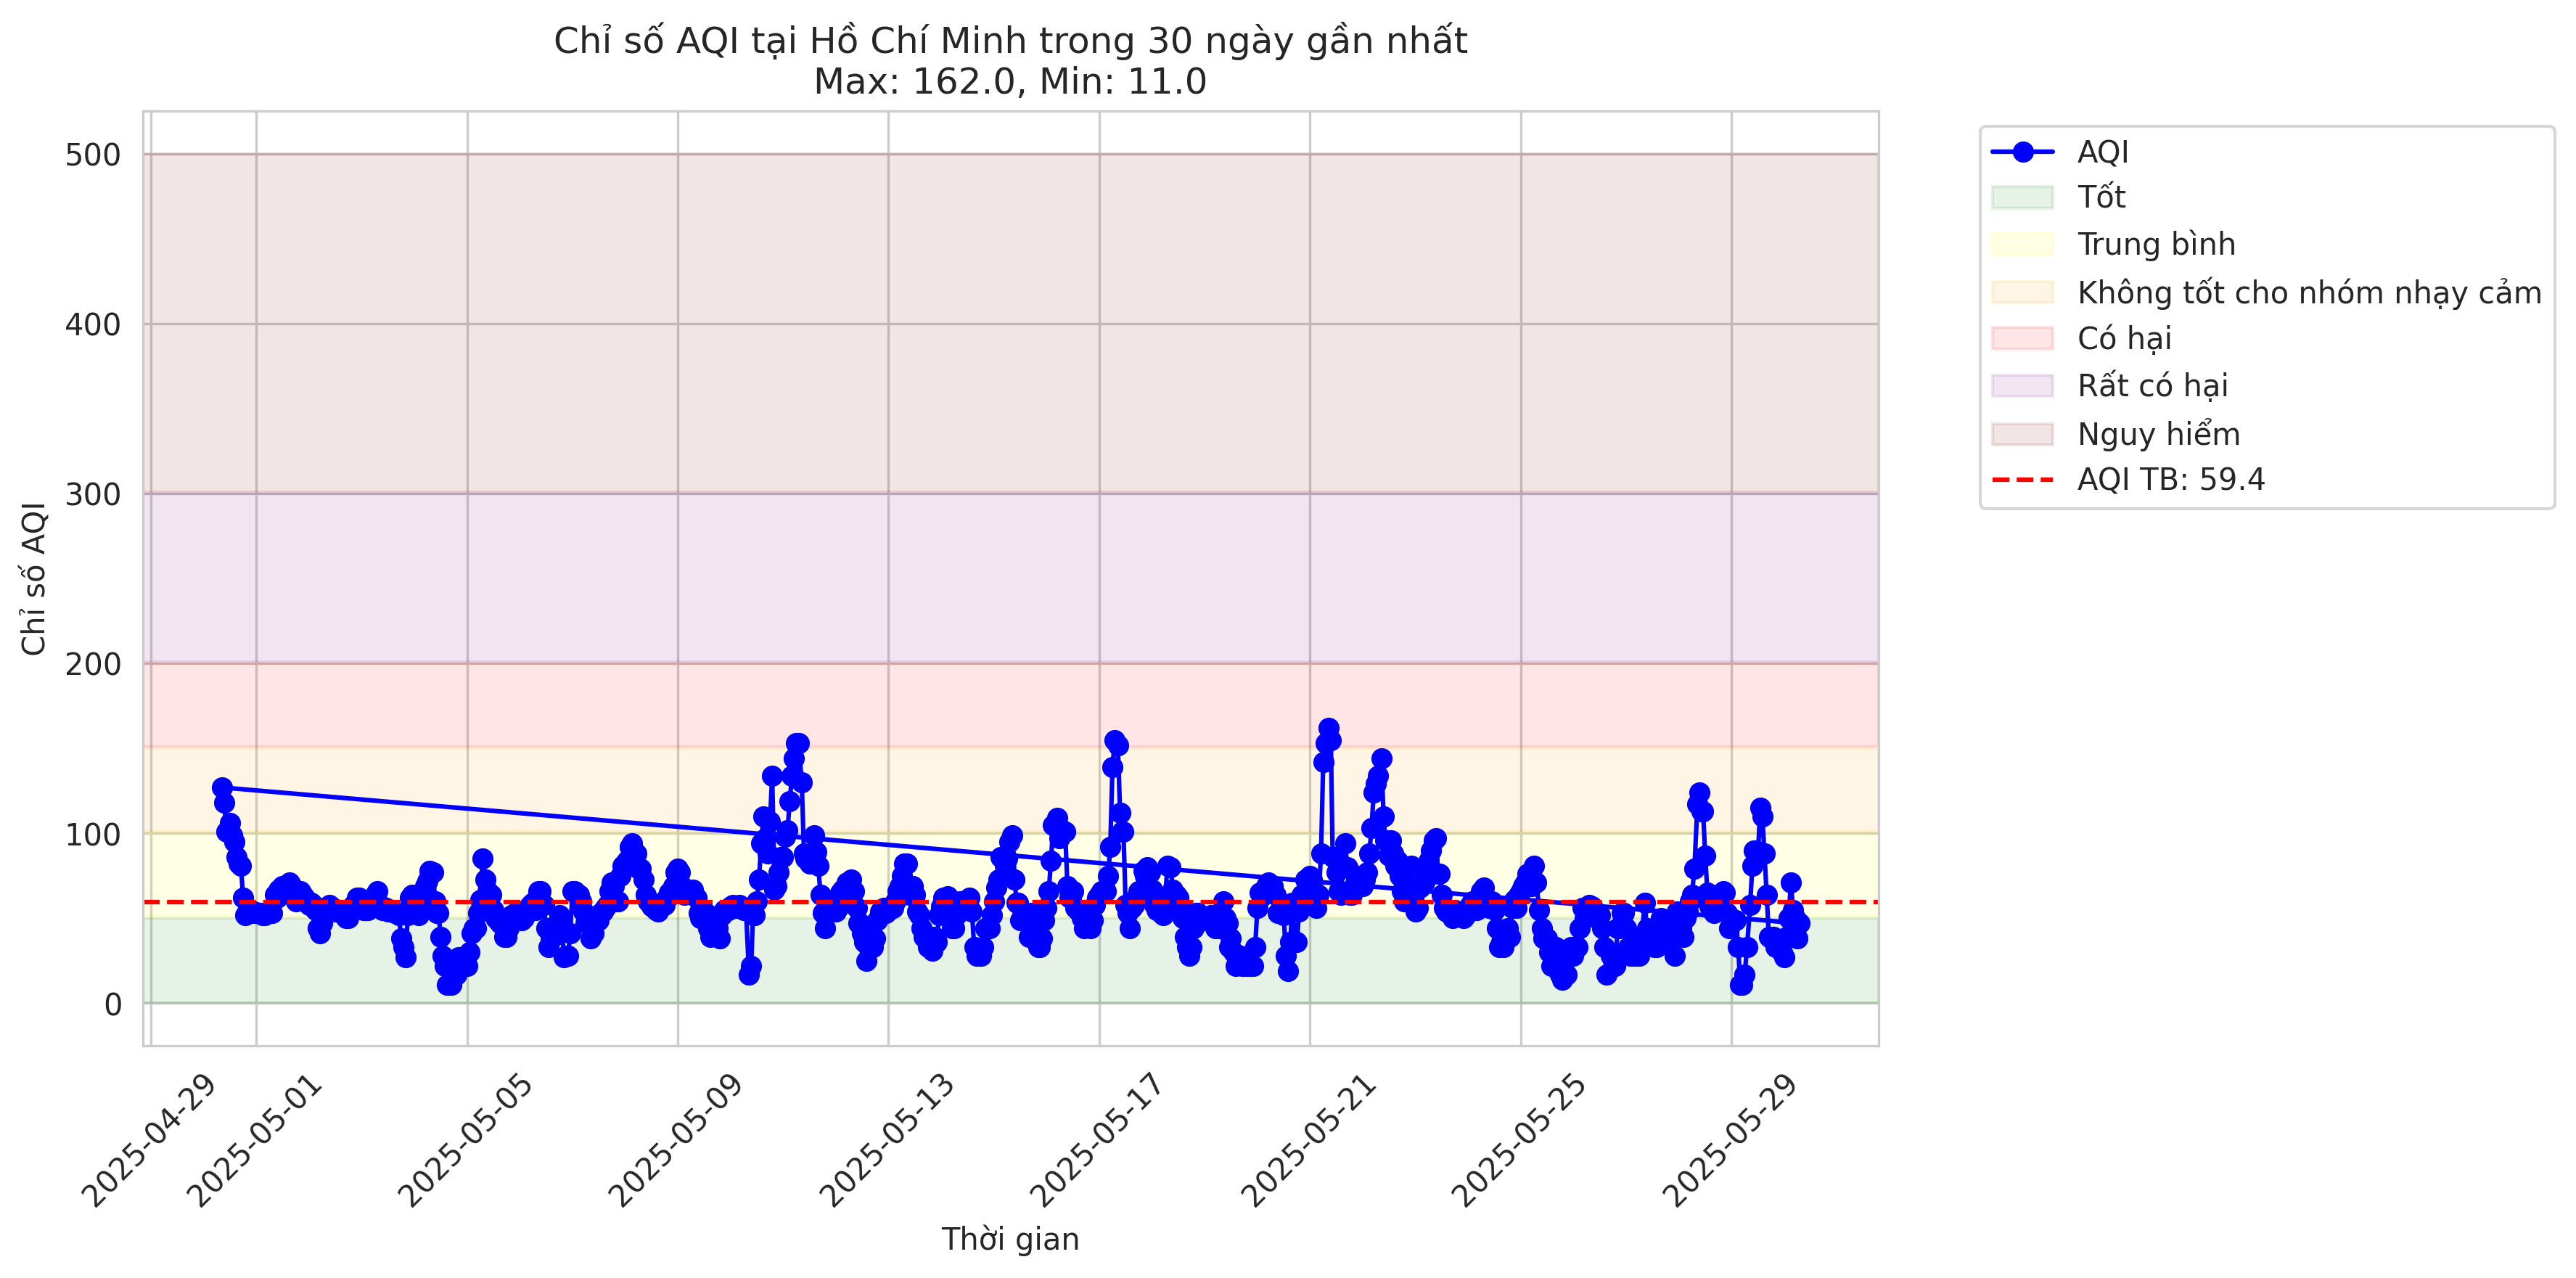 Chỉ số AQI tại Hồ Chí Minh trong 30 ngày gần nhất
Max: 162.0, Min: 11.0
Chỉ số AQI
500
400
300
200
100
0
2025-04-29
2025-05-01
2025-05-05
2025-05-09
2025-05-13
2025-05-17
2025-05-21
2025-05-25
2025-05-29
Thời gian
AQI
Tốt
Trung bình
Không tốt cho nhóm nhạy cảm
Có hại
Rất có hại
Nguy hiểm
AQI TB: 59.4